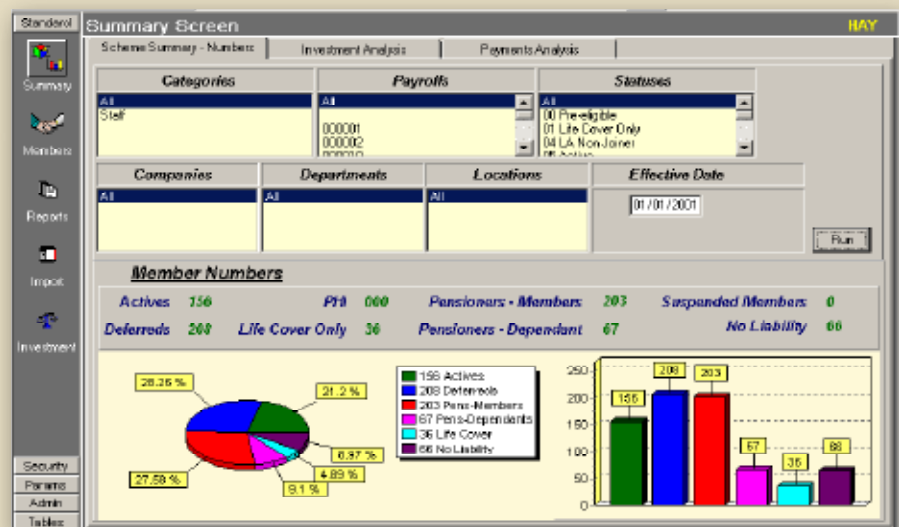 Standard
Summary Screen
HAY
Scheme Summary - Numbers
Investment Analysis
Payments Analysis
Summary
Members
Reports
Import
Investment
Security
Params
Admin
Tables
Categories
Payrolls
Statuses
All
Staff
All
000001
000002
All
00 Pre-eligible
01 Life Cover Only
04 LA Non Joiner
Companies
Departments
Locations
Effective Date
All
All
All
01/01/2001
Run
Member Numbers
Actives 156
PHI 000
Pensioners - Members 203
Suspended Members 0
Deferreds 208
Life Cover Only 36
Pensioners - Dependant 67
No Liability 66
28.26 %
21.2 %
8.97 %
4.89 %
9.1 %
27.58 %
156 Actives
208 Deferreds
203 Pens-Members
67 Pens-Dependants
36 Life Cover
66 No Liability
250
200
150
100
50
0
156
208
203
67
36
66